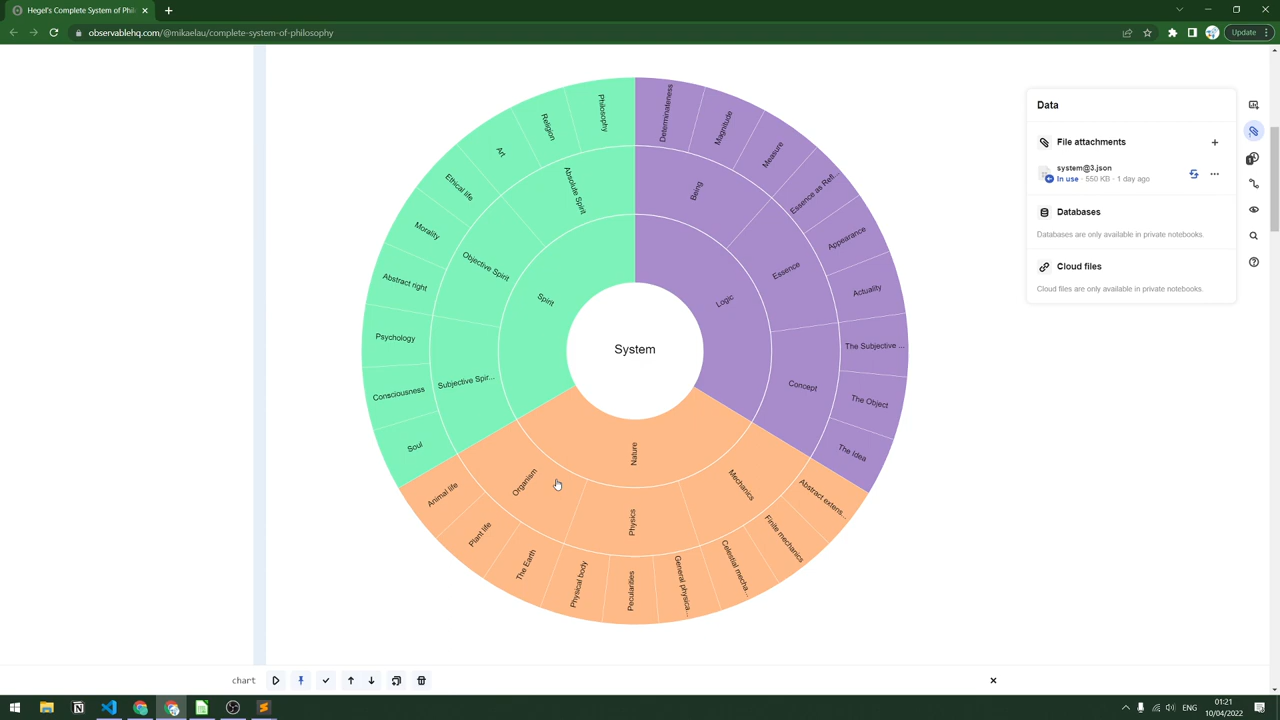 Hegel's Complete System of Phil
observablehq.com/@mikaelau/complete-system-of-philosophy
Update
System
Logic
Being
Determinateness
Magnitude
Measure
Essence
Essence as Refl...
Appearance
Actuality
Concept
The Subjective ...
The Object
The Idea
Nature
Mechanics
Abstract extens...
Finite mechanics
Celestial mecha...
Physics
General physica...
Pecularities
Physical body
Organism
The Earth
Plant life
Animal life
Spirit
Subjective Spir...
Soul
Consciousness
Psychology
Objective Spirit
Abstract right
Morality
Ethical life
Absolute Spirit
Art
Religion
Philosophy
Data
File attachments
system@3.json
In use · 550 KB · 1 day ago
Databases
Databases are only available in private notebooks.
Cloud files
Cloud files are only available in private notebooks.
chart
ENG
01:21
10/04/2022